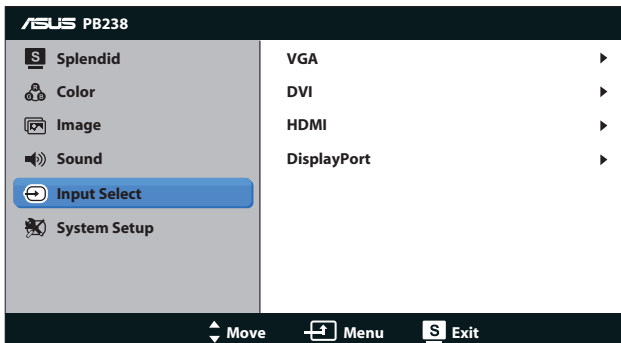 ASUS PB238
S Splendid
Color
Image
Sound
Input Select
System Setup
VGA
DVI
HDMI
DisplayPort
Move Menu S Exit